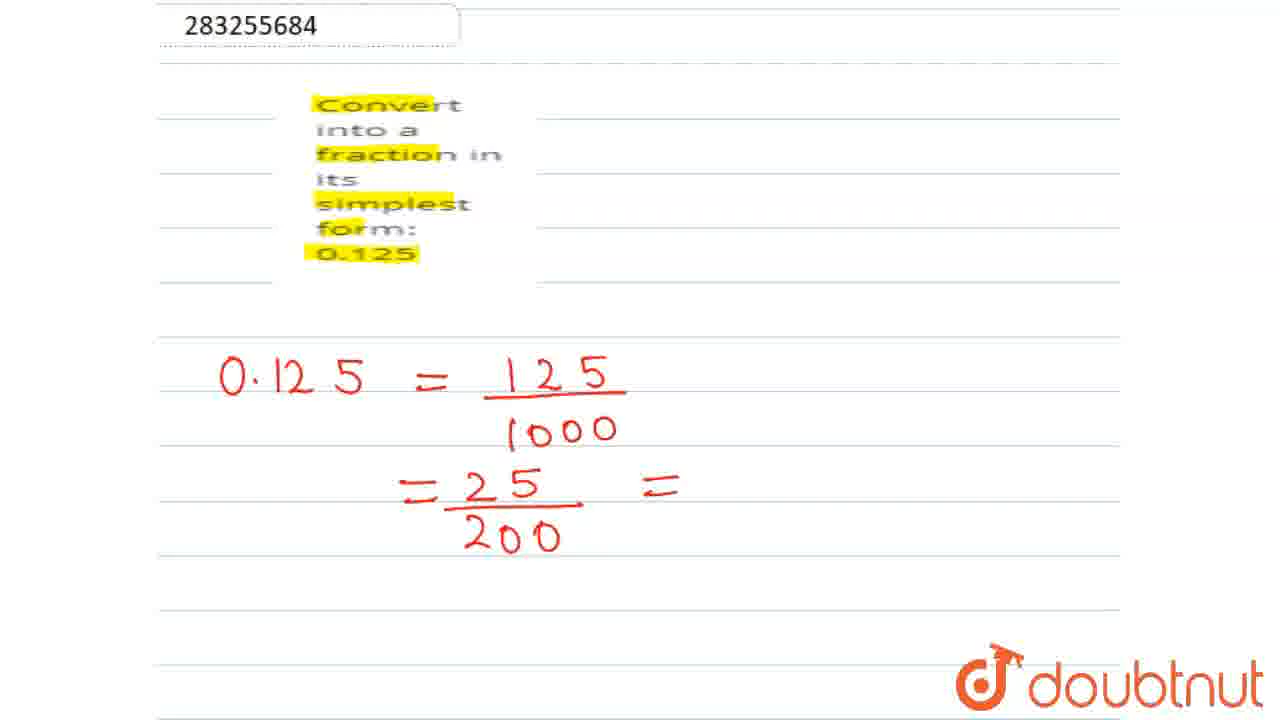 283255684
Convert
into a
fraction in
its
simplest
form:
0.125
0.125 = 125
1000
= 25 =
200
doubtnut